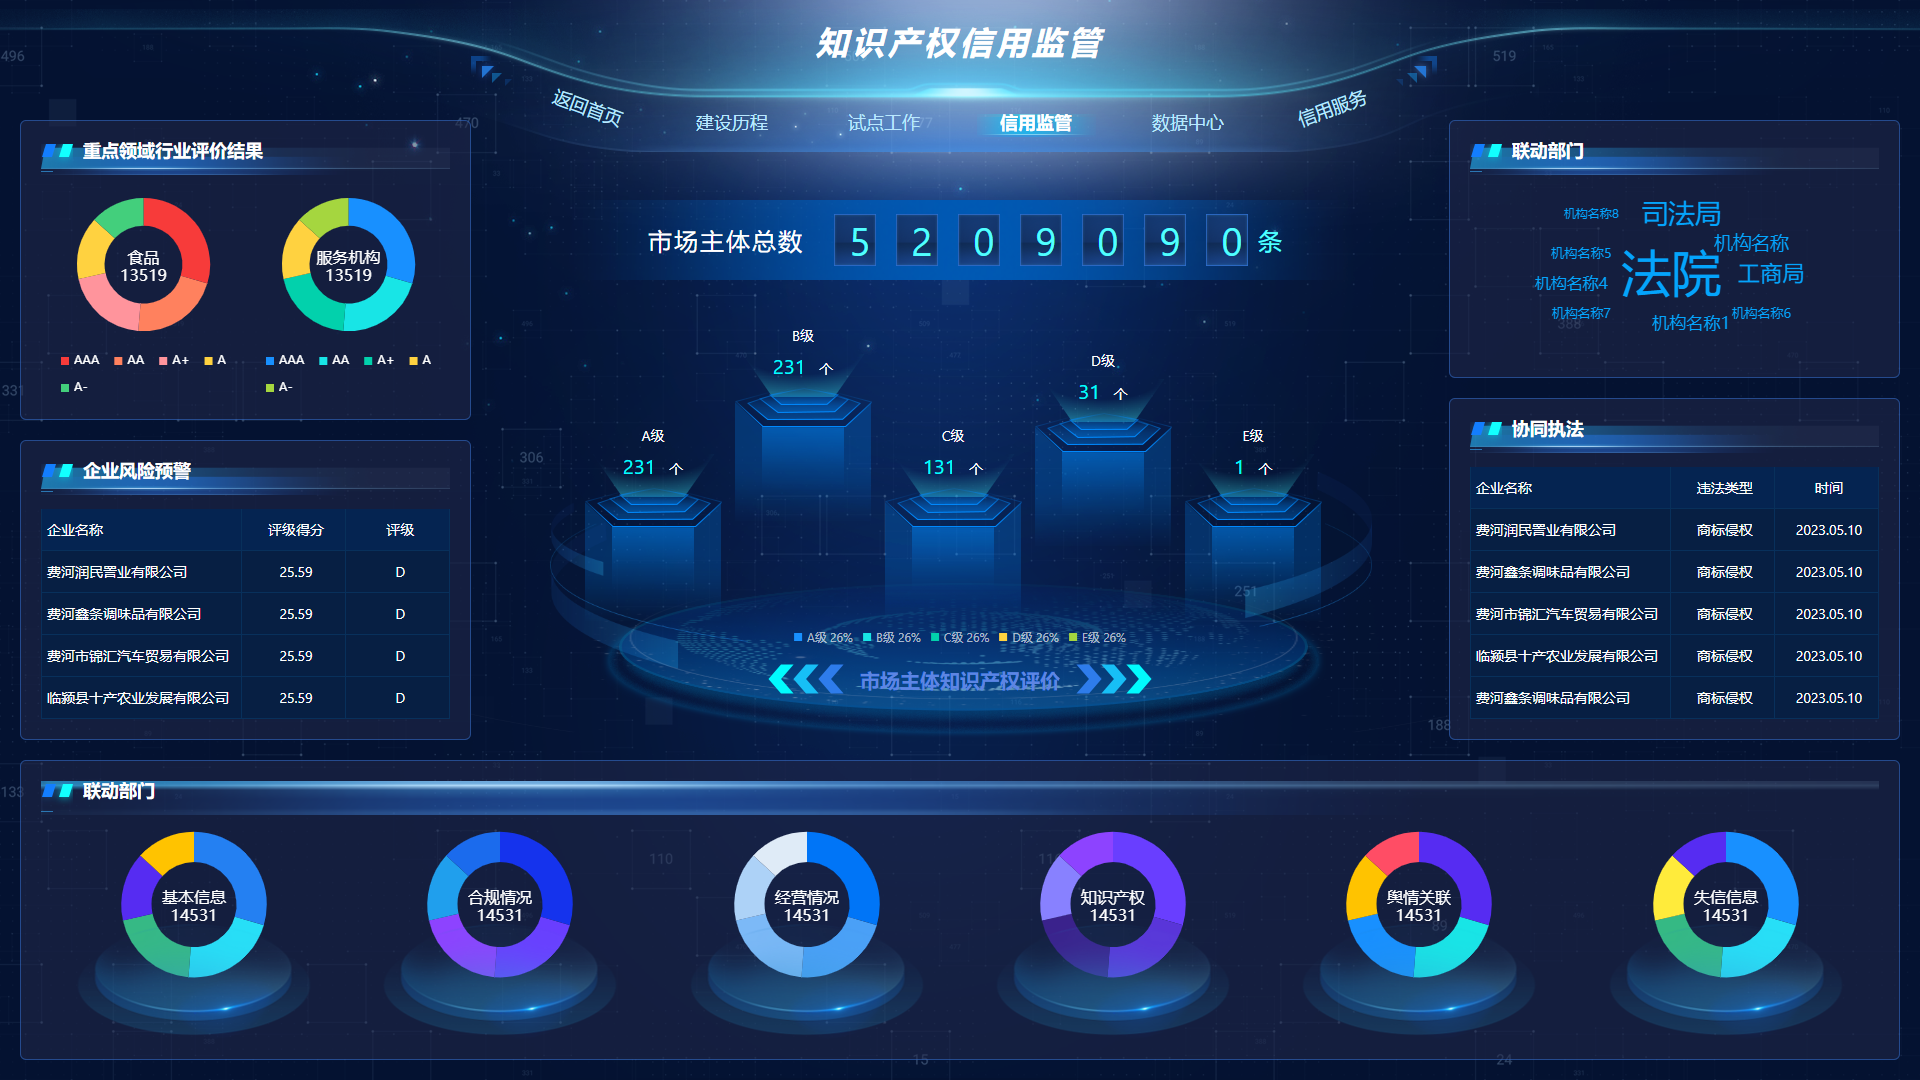 知识产权信用监管
返回首页
建设历程
试点工作
信用监管
数据中心
信用服务
重点领域行业评价结果
食品
13519
服务机构
13519
AAA AA A+ A
A-
AAA AA A+ A
A-
企业风险预警
企业名称 评级得分 评级
费河润民置业有限公司 25.59 D
费河鑫条调味品有限公司 25.59 D
费河市锦汇汽车贸易有限公司 25.59 D
临颍县十产农业发展有限公司 25.59 D
市场主体总数 5 2 0 9 0 9 0 条
B级
231 个
D级
31 个
A级
231 个
C级
131 个
E级
1 个
A级 26% B级 26% C级 26% D级 26% E级 26%
市场主体知识产权评价
联动部门
机构名称8 司法局
机构名称
机构名称5
法院
工商局
机构名称4
机构名称7
机构名称1
机构名称6
协同执法
企业名称 违法类型 时间
费河润民置业有限公司 商标侵权 2023.05.10
费河鑫条调味品有限公司 商标侵权 2023.05.10
费河市锦汇汽车贸易有限公司 商标侵权 2023.05.10
临颍县十产农业发展有限公司 商标侵权 2023.05.10
费河鑫条调味品有限公司 商标侵权 2023.05.10
联动部门
基本信息
14531
合规情况
14531
经营情况
14531
知识产权
14531
舆情关联
14531
失信信息
14531
496
519
470
331
306
251
388
188
133
110
89
15
24